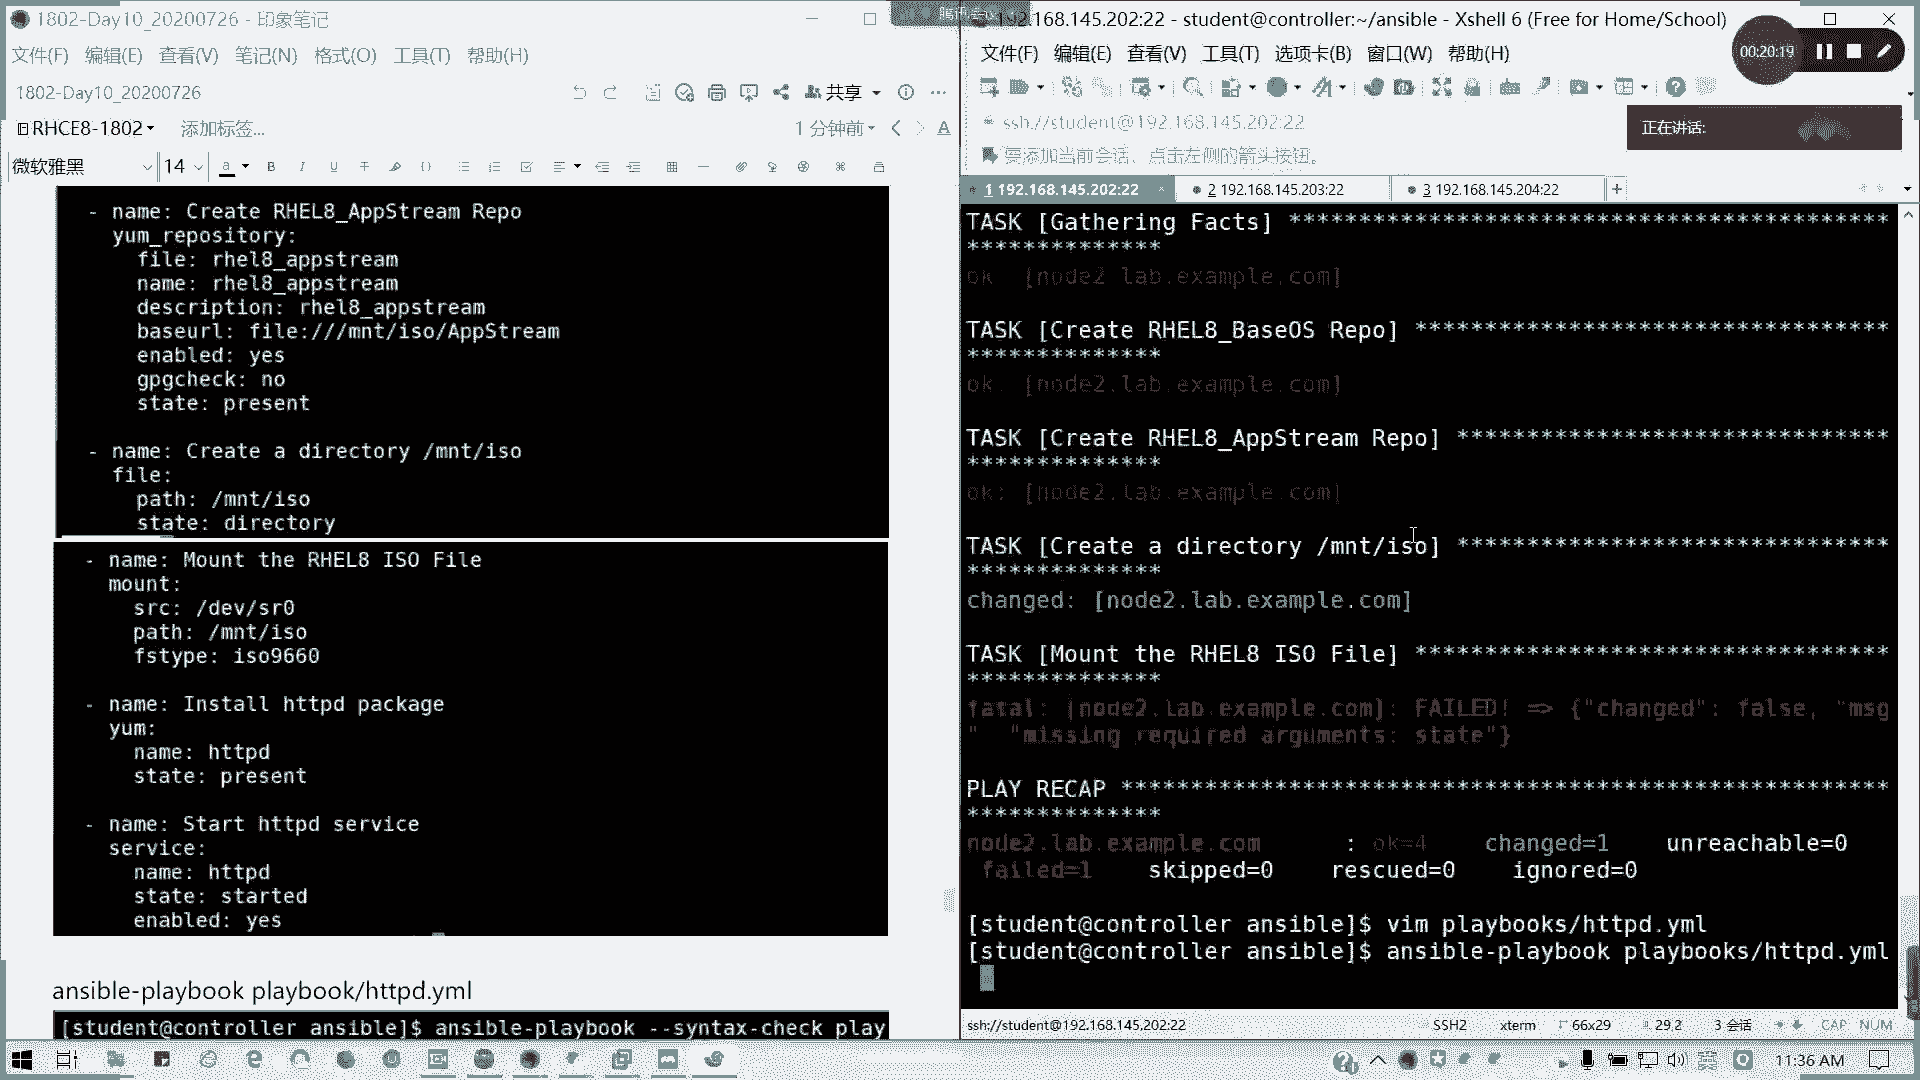 1802-Day10_20200726 - 印象笔记
文件(F) 编辑(E) 查看(V) 笔记(N) 格式(O) 工具(T) 帮助(H)
1802-Day10_20200726
共享
RHCE8-1802
添加标签...
1 分钟前
微软雅黑
14
- name: Create RHEL8_AppStream Repo
yum_repository:
file: rhel8_appstream
name: rhel8_appstream
description: rhel8_appstream
baseurl: file:///mnt/iso/AppStream
enabled: yes
gpgcheck: no
state: present
- name: Create a directory /mnt/iso
file:
path: /mnt/iso
state: directory
- name: Mount the RHEL8 ISO File
mount:
src: /dev/sr0
path: /mnt/iso
fstype: iso9660
- name: Install httpd package
yum:
name: httpd
state: present
- name: Start httpd service
service:
name: httpd
state: started
enabled: yes
ansible-playbook playbook/httpd.yml
[student@controller ansible]$ ansible-playbook --syntax-check play
.168.145.202:22 - student@controller:~/ansible - Xshell 6 (Free for Home/School)
文件(F) 编辑(E) 查看(V) 工具(T) 选项卡(B) 窗口(W) 帮助(H)
00:20:19
ssh://student@192.168.145.202:22
正在讲话:
要添加当前会话，点击左侧的箭头按钮。
1 192.168.145.202:22
2 192.168.145.203:22
3 192.168.145.204:22
TASK [Gathering Facts] *******************************************
**************
ok [node2 lab.example.com]
TASK [Create RHEL8_BaseOS Repo] **********************************
**************
ok: [node2.lab.example.com]
TASK [Create RHEL8_AppStream Repo] *******************************
**************
ok: [node2.lab.example.com]
TASK [Create a directory /mnt/iso] *******************************
**************
changed: [node2.lab.example.com]
TASK [Mount the RHEL8 ISO File] **********************************
**************
fatal: [node2.lab.example.com]: FAILED! => {"changed": false, "msg
" "missing required arguments: state"}
PLAY RECAP *******************************************************
**************
node2.lab.example.com : ok=4 changed=1 unreachable=0
failed=1 skipped=0 rescued=0 ignored=0
[student@controller ansible]$ vim playbooks/httpd.yml
[student@controller ansible]$ ansible-playbook playbooks/httpd.yml
ssh://student@192.168.145.202:22
SSH2
xterm
66x29
29,2
3 会话
CAP NUM
英
11:36 AM